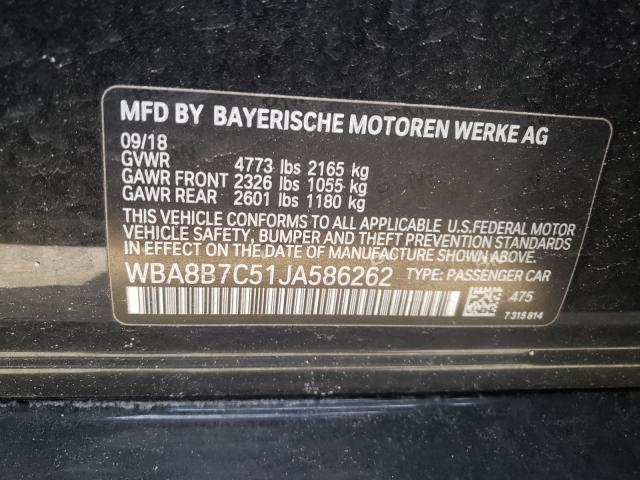 MFD BY BAYERISCHE MOTOREN WERKE AG
09/18
GVWR 4773 lbs 2165 kg
GAWR FRONT 2326 lbs 1055 kg
GAWR REAR 2601 lbs 1180 kg
THIS VEHICLE CONFORMS TO ALL APPLICABLE U.S.FEDERAL MOTOR
VEHICLE SAFETY, BUMPER AND THEFT PREVENTION STANDARDS
IN EFFECT ON THE DATE OF MANUFACTURE SHOWN ABOVE.
WBA8B7C51JA586262 TYPE: PASSENGER CAR
475
7315814